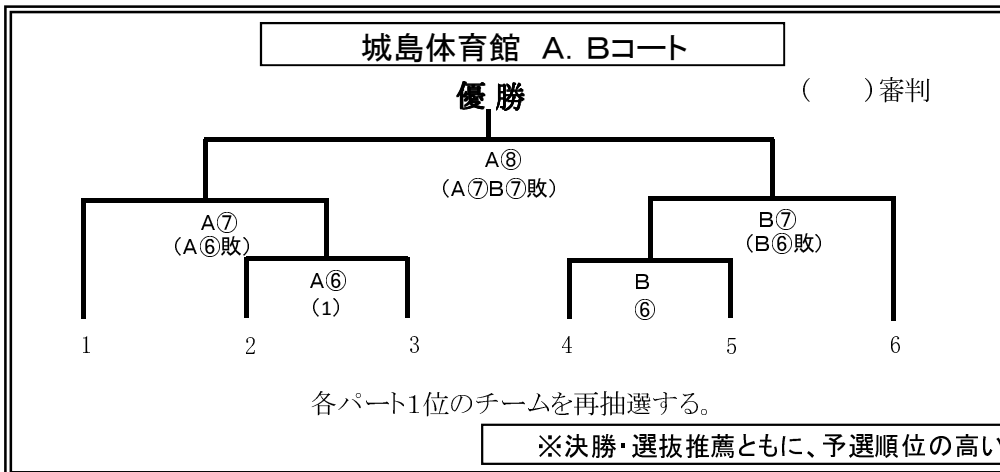 城島体育館 A．Bコート
優勝
(　　)審判
A⑧
(A⑦B⑦敗)
A⑦
(A⑥敗)
B⑦
(B⑥敗)
A⑥
(1)
B
⑥
1 2 3 4 5 6
各パート1位のチームを再抽選する。
※決勝・選抜推薦ともに、予選順位の高い